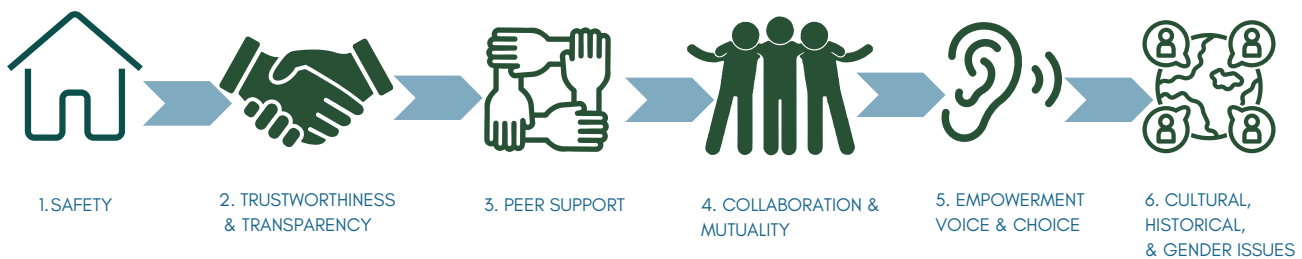 1. SAFETY
2. TRUSTWORTHINESS
& TRANSPARENCY
3. PEER SUPPORT
4. COLLABORATION &
MUTUALITY
5. EMPOWERMENT
VOICE & CHOICE
6. CULTURAL,
HISTORICAL,
& GENDER ISSUES